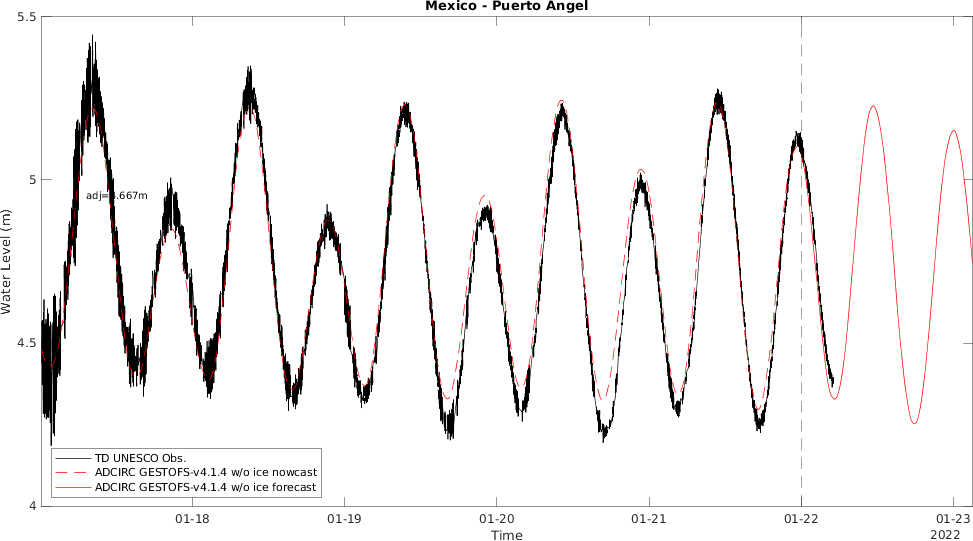 Mexico - Puerto Angel
5.5
5
4.5
4
Water Level (m)
adj=4.667m
TD UNESCO Obs.
ADCIRC GESTOFS-v4.1.4 w/o ice nowcast
ADCIRC GESTOFS-v4.1.4 w/o ice forecast
01-18 01-19 01-20 01-21 01-22 01-23
Time
2022